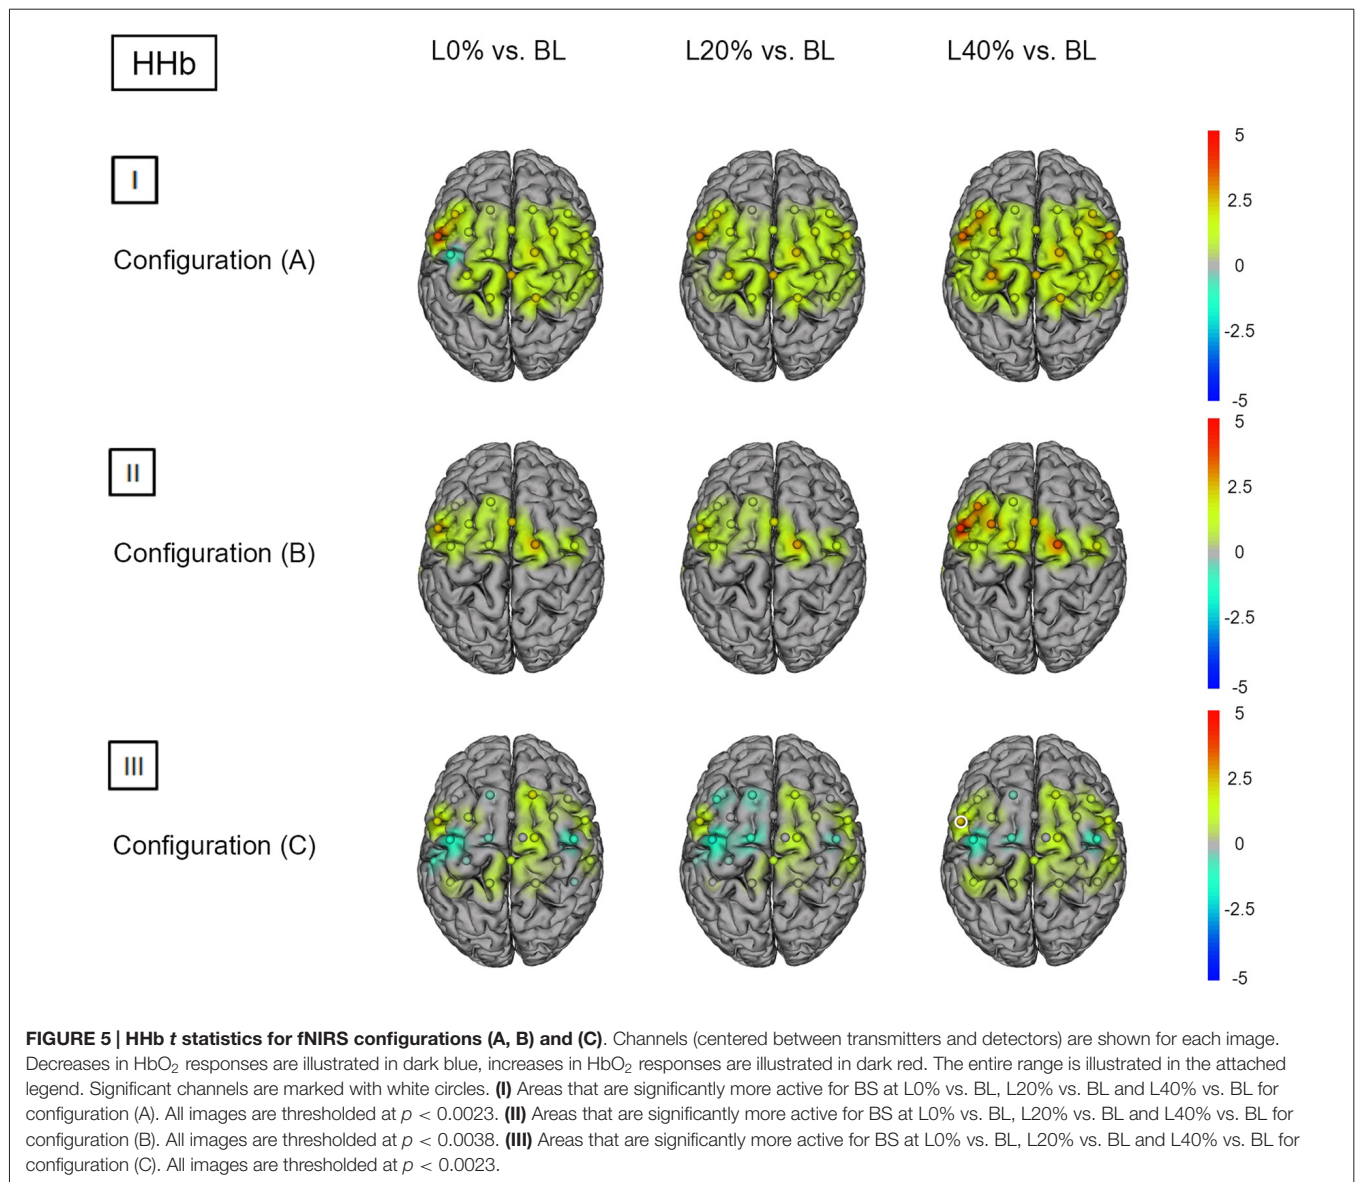 HHb
L0% vs. BL
L20% vs. BL
L40% vs. BL
I
Configuration (A)
5
2.5
0
-2.5
-5
II
Configuration (B)
5
2.5
0
-2.5
-5
III
Configuration (C)
5
2.5
0
-2.5
-5
FIGURE 5 | HHb t statistics for fNIRS configurations (A, B) and (C). Channels (centered between transmitters and detectors) are shown for each image.
Decreases in HbO₂ responses are illustrated in dark blue, increases in HbO₂ responses are illustrated in dark red. The entire range is illustrated in the attached
legend. Significant channels are marked with white circles. (I) Areas that are significantly more active for BS at L0% vs. BL, L20% vs. BL and L40% vs. BL for
configuration (A). All images are thresholded at p < 0.0023. (II) Areas that are significantly more active for BS at L0% vs. BL, L20% vs. BL and L40% vs. BL for
configuration (B). All images are thresholded at p < 0.0038. (III) Areas that are significantly more active for BS at L0% vs. BL, L20% vs. BL and L40% vs. BL for
configuration (C). All images are thresholded at p < 0.0023.